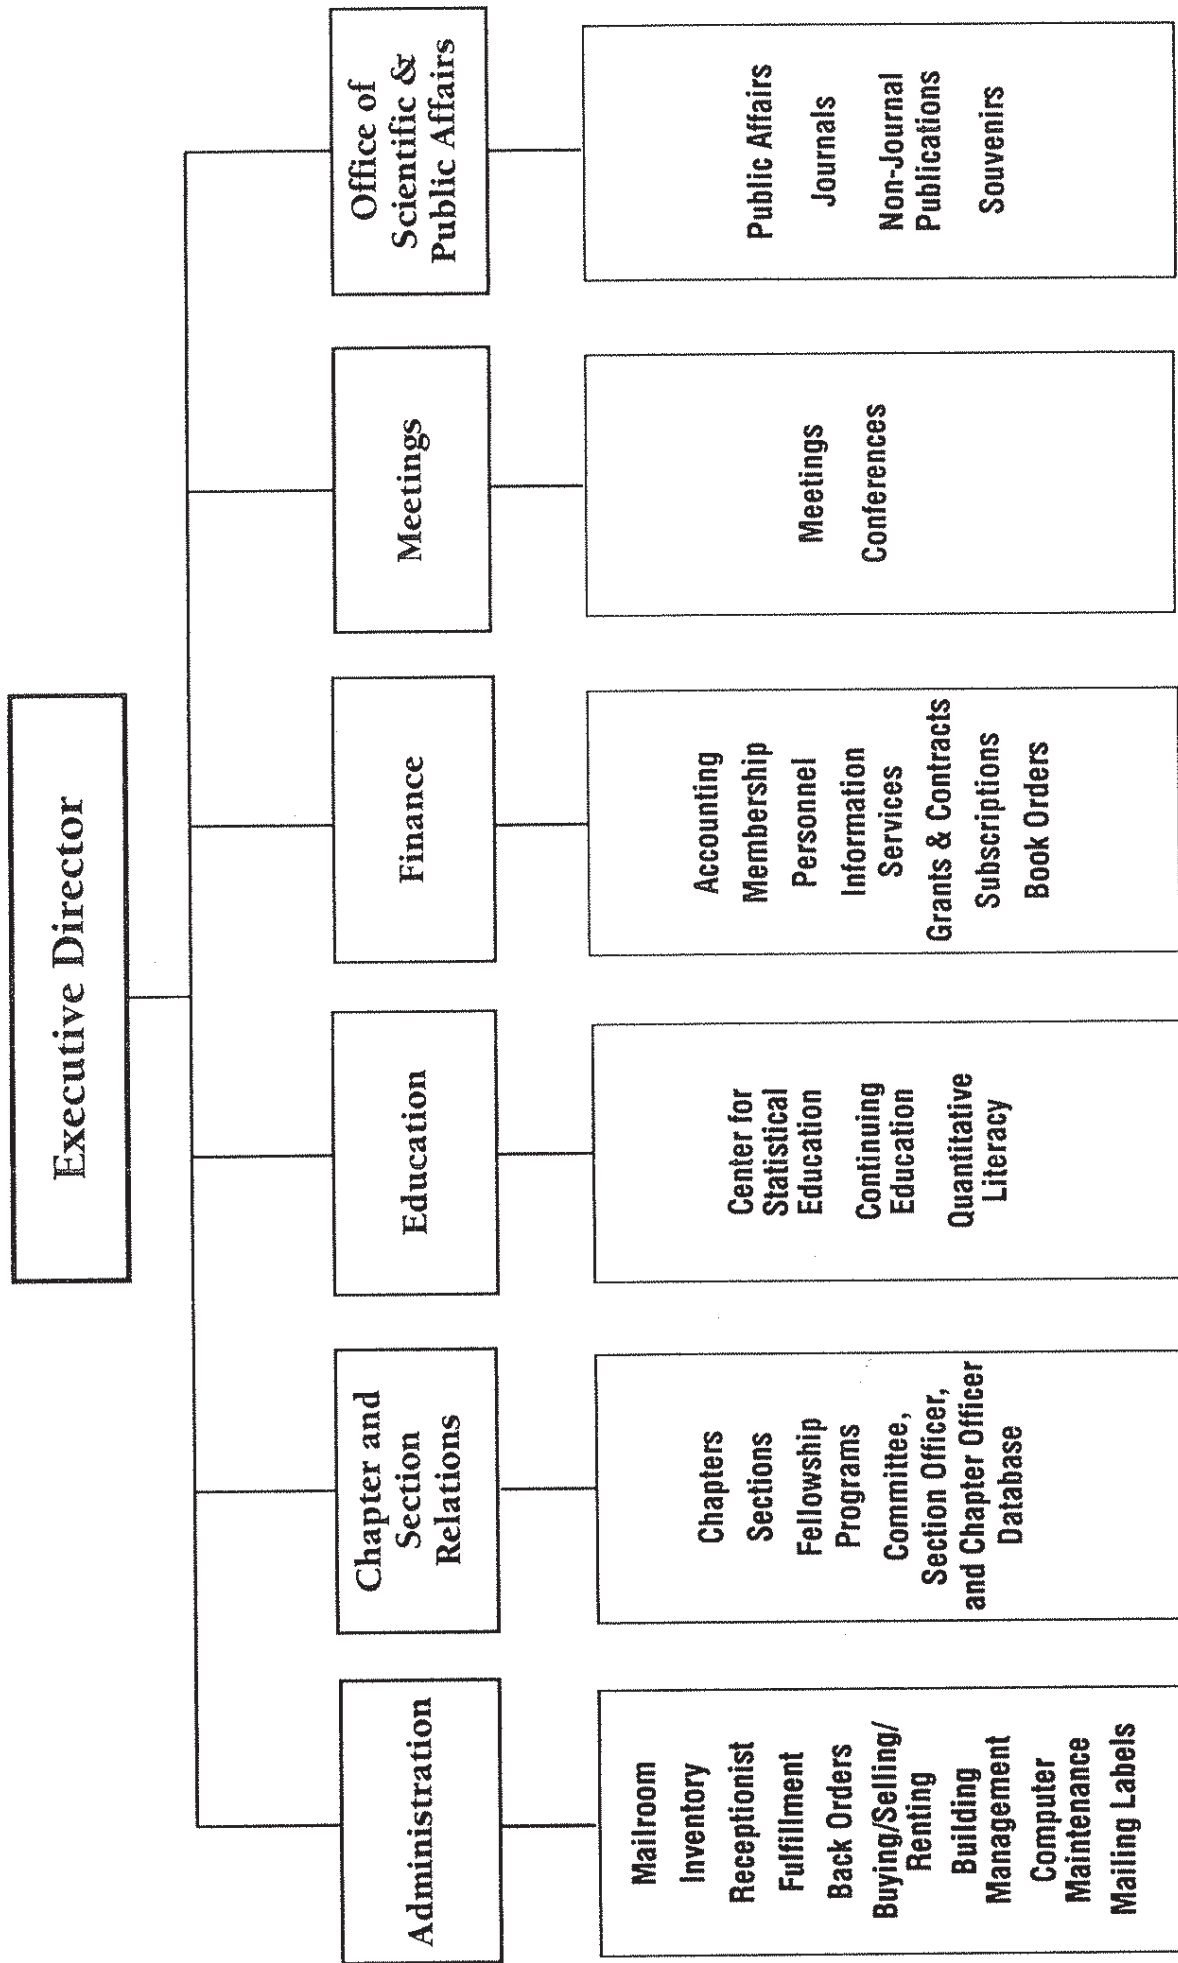 Executive Director
Administration
Chapter and
Section
Relations
Education
Finance
Meetings
Office of
Scientific &
Public Affairs
Mailroom
Inventory
Receptionist
Fulfillment
Back Orders
Buying/Selling/
Renting
Building
Management
Computer
Maintenance
Mailing Labels
Chapters
Sections
Fellowship
Programs
Committee,
Section Officer,
and Chapter Officer
Database
Center for
Statistical
Education
Continuing
Education
Quantitative
Literacy
Accounting
Membership
Personnel
Information
Services
Grants & Contracts
Subscriptions
Book Orders
Meetings
Conferences
Public Affairs
Journals
Non-Journal
Publications
Souvenirs